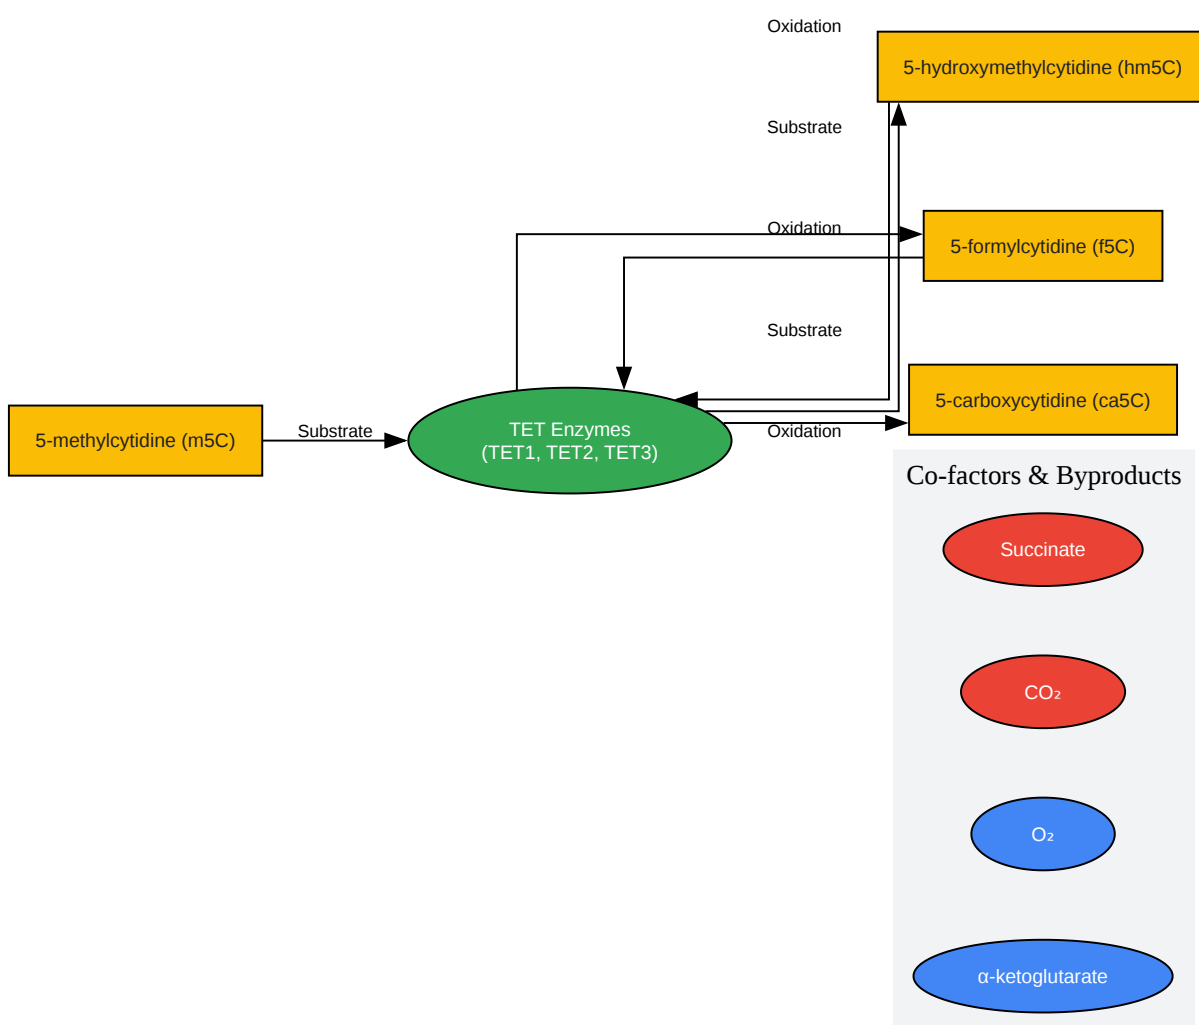 Oxidation
5-hydroxymethylcytidine (hm5C)
Substrate
Oxidation
5-formylcytidine (f5C)
Substrate
5-carboxycytidine (ca5C)
5-methylcytidine (m5C)
Substrate
TET Enzymes
(TET1, TET2, TET3)
Oxidation
Co-factors & Byproducts
Succinate
CO₂
O₂
α-ketoglutarate